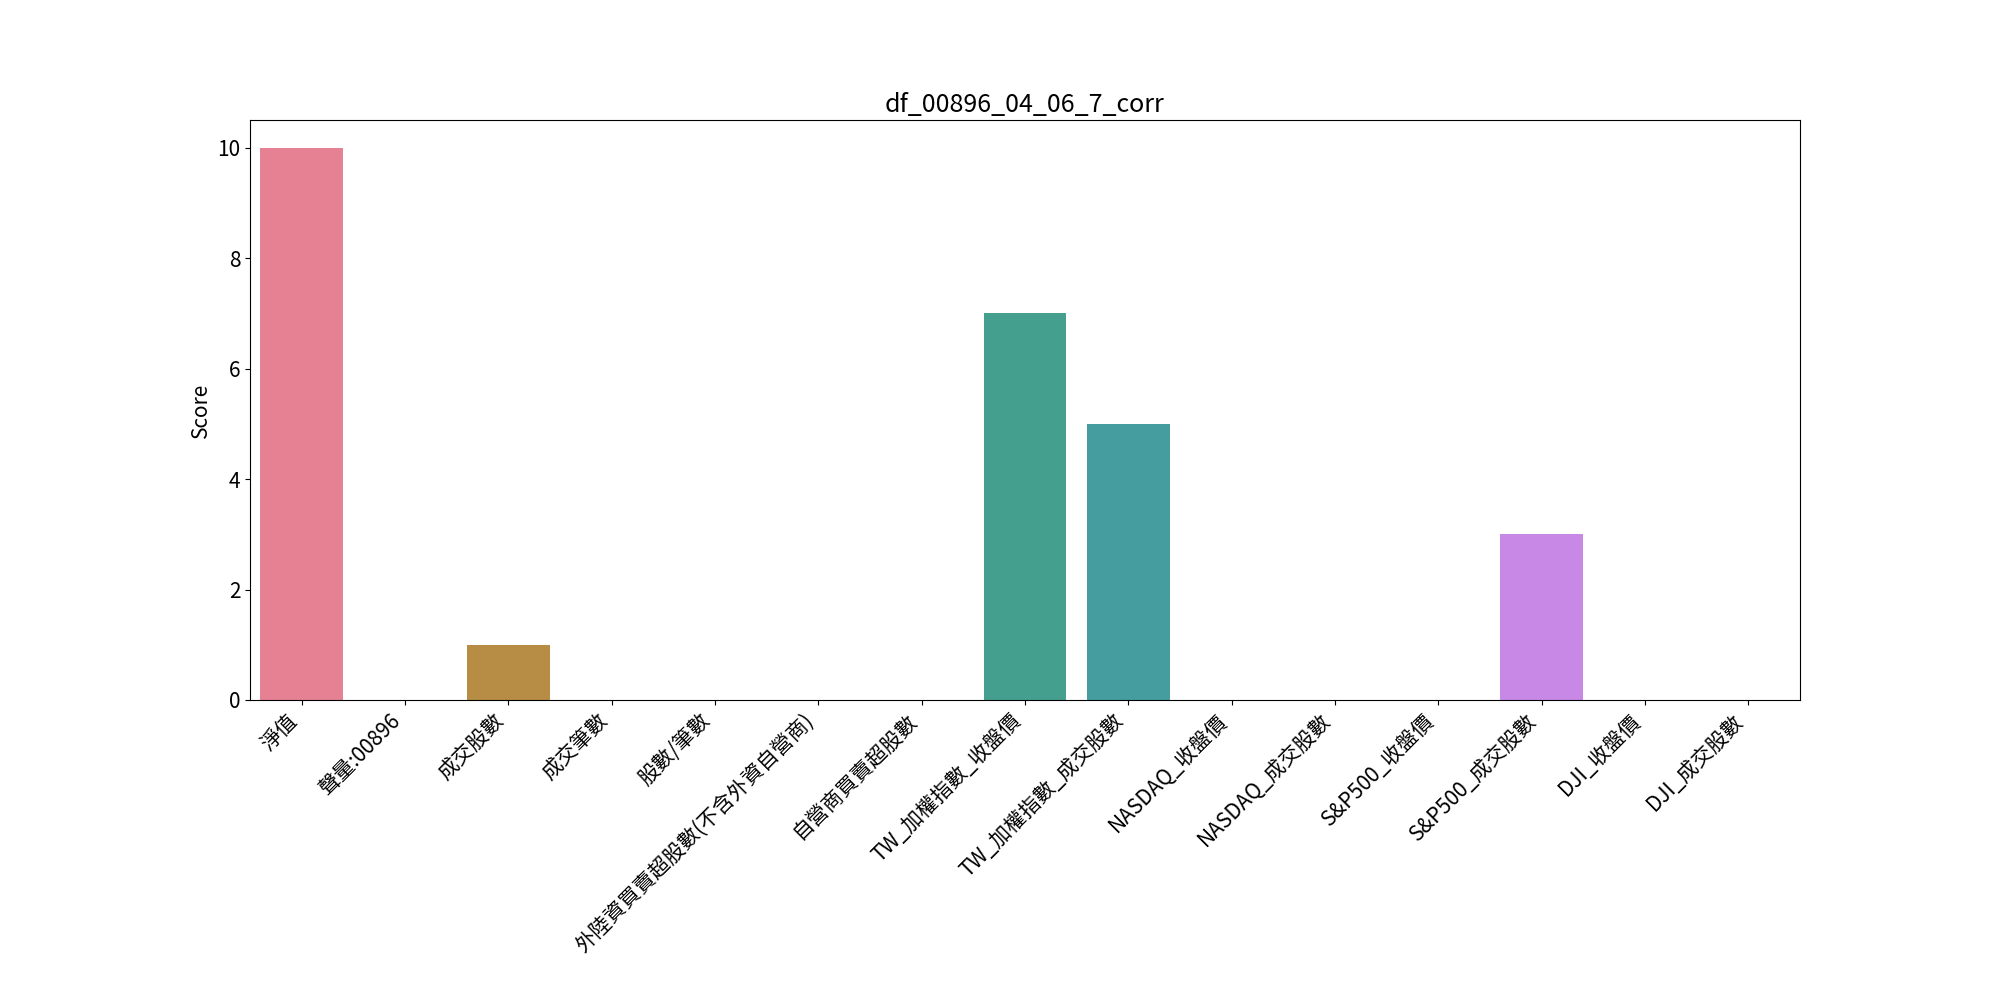 df_00896_04_06_7_corr
Score
10
8
6
4
2
0
淨值
聲量:00896
成交股數
成交筆數
股數/筆數
外陸資買賣超股數(不含外資自營商)
自營商買賣超股數
TW_加權指數_收盤價
TW_加權指數_成交股數
NASDAQ_收盤價
NASDAQ_成交股數
S&P500_收盤價
S&P500_成交股數
DJI_收盤價
DJI_成交股數